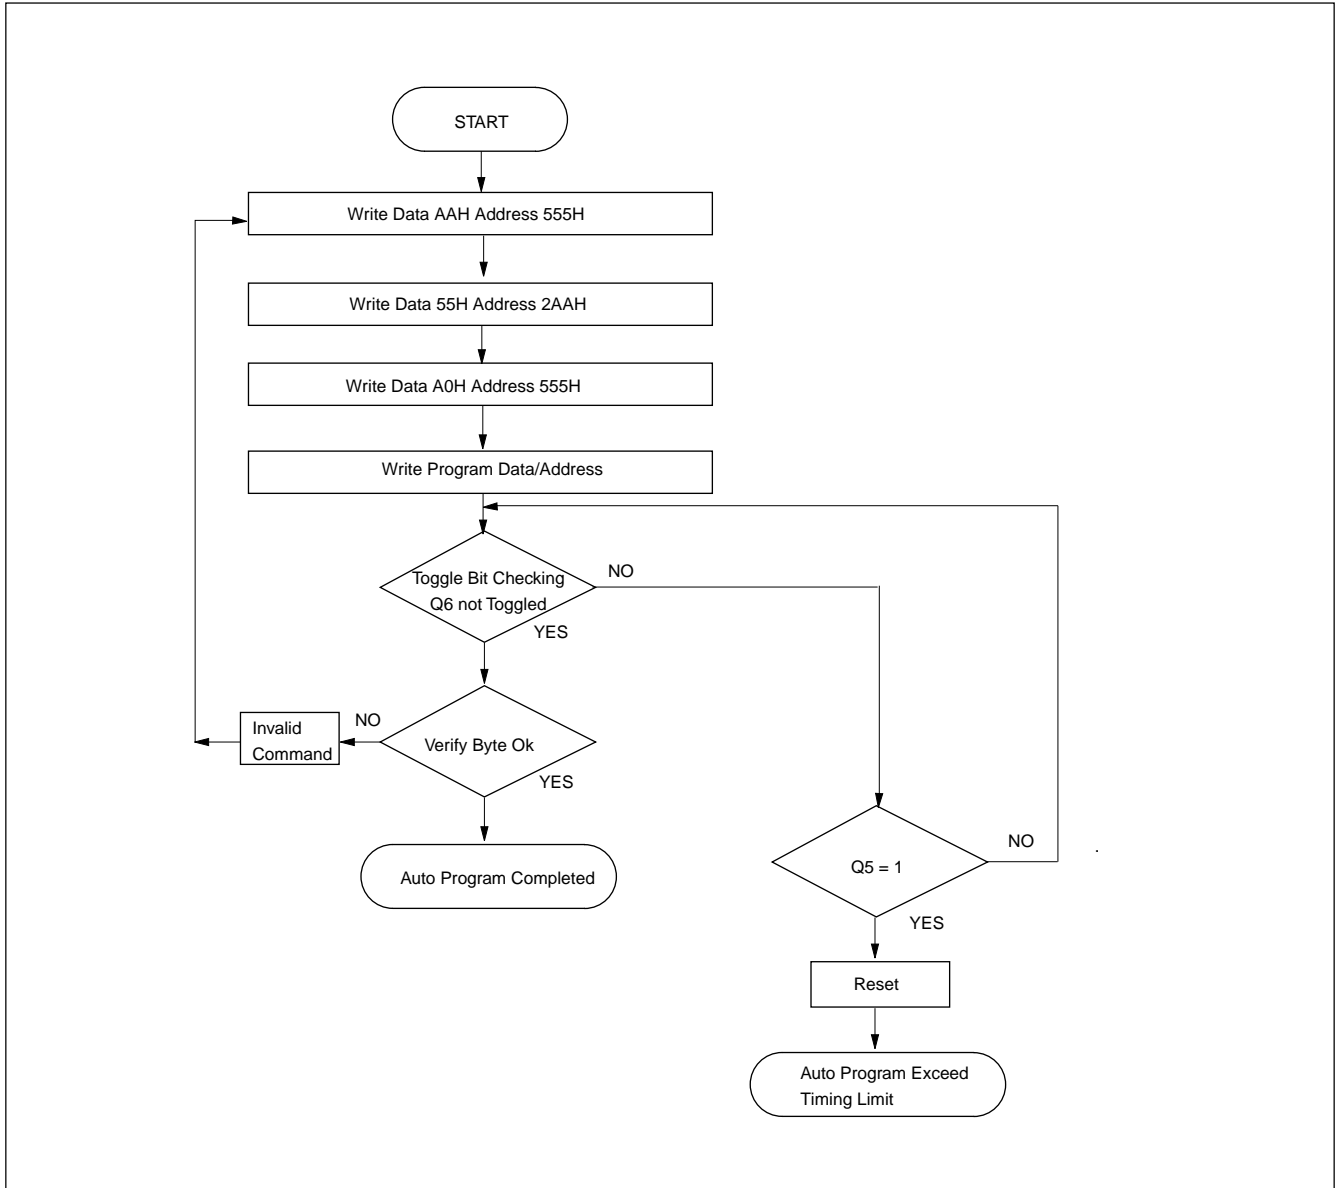 START
Write Data AAH Address 555H
Write Data 55H Address 2AAH
Write Data A0H Address 555H
Write Program Data/Address
Toggle Bit Checking
Q6 not Toggled
NO
YES
Invalid
Command
NO
Verify Byte Ok
YES
Auto Program Completed
Q5 = 1
NO
.
YES
Reset
Auto Program Exceed
Timing Limit